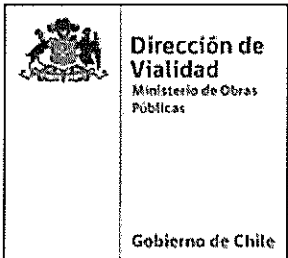 Dirección de
Vialidad
Ministerio de Obras
Públicas
Gobierno de Chile